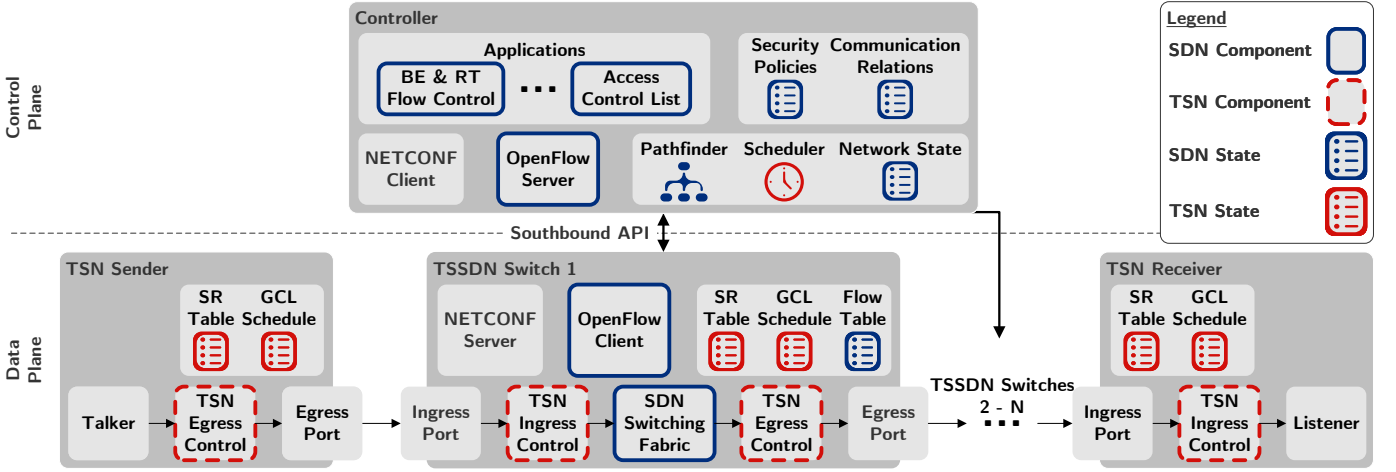 Controller
Applications
BE & RT
Flow Control
...
Access
Control List
Security
Policies
Communication
Relations
NETCONF
Client
OpenFlow
Server
Pathfinder
Scheduler
Network State
Legend
SDN Component
TSN Component
SDN State
TSN State
Control
Plane
Southbound API
Data
Plane
TSN Sender
SR
Table
GCL
Schedule
Talker
TSN
Egress
Control
Egress
Port
TSSDN Switch 1
NETCONF
Server
OpenFlow
Client
SR
Table
GCL
Schedule
Flow
Table
Ingress
Port
TSN
Ingress
Control
SDN
Switching
Fabric
TSN
Egress
Control
Egress
Port
TSSDN Switches
2 - N
...
TSN Receiver
SR
Table
GCL
Schedule
Ingress
Port
TSN
Ingress
Control
Listener